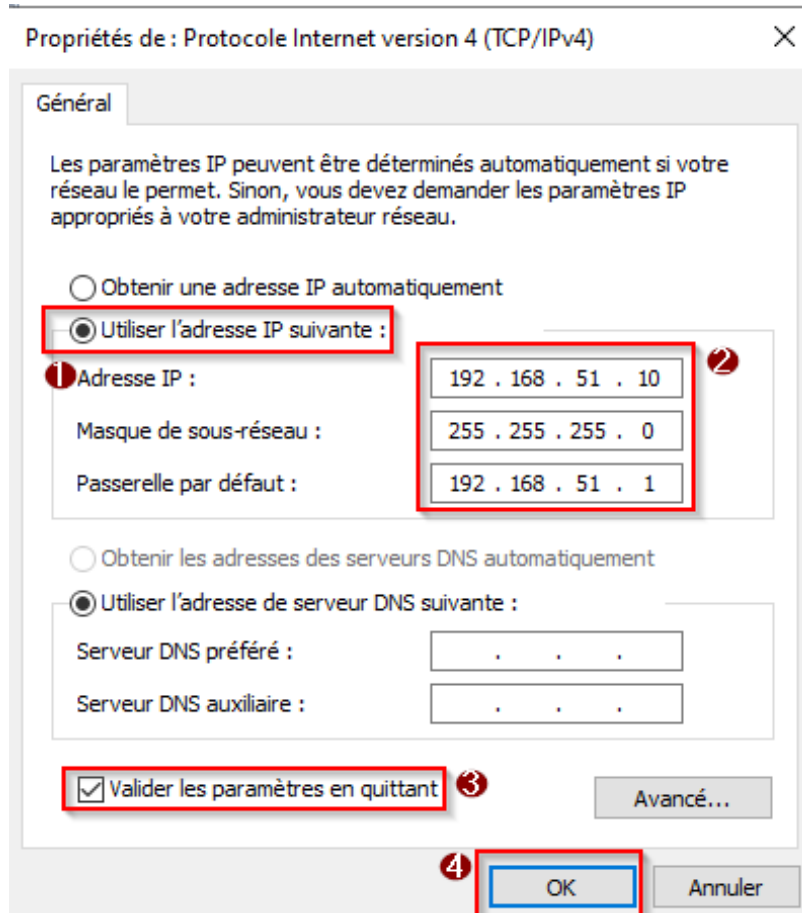 Propriétés de : Protocole Internet version 4 (TCP/IPv4)
Général
Les paramètres IP peuvent être déterminés automatiquement si votre
réseau le permet. Sinon, vous devez demander les paramètres IP
appropriés à votre administrateur réseau.
Obtenir une adresse IP automatiquement
Utiliser l'adresse IP suivante :
1 Adresse IP : 192 . 168 . 51 . 10 2
Masque de sous-réseau : 255 . 255 . 255 . 0
Passerelle par défaut : 192 . 168 . 51 . 1
Obtenir les adresses des serveurs DNS automatiquement
Utiliser l'adresse de serveur DNS suivante :
Serveur DNS préféré : . . .
Serveur DNS auxiliaire : . . .
Valider les paramètres en quittant 3 Avancé...
4 OK Annuler